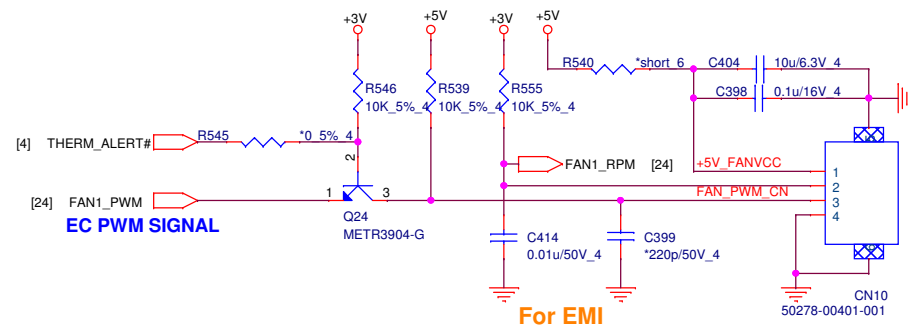 +3V
+5V
+3V
+5V
R540
*short_6
C404
10u/6.3V_4
R546
10K_5%_4
R539
10K_5%_4
R555
10K_5%_4
C398
0.1u/16V_4
[4] THERM_ALERT#
R545
*0_5%_4
2
FAN1_RPM [24]
+5V_FANVCC
1
FAN_PWM_CN
2
[24] FAN1_PWM
1
3
3
4
EC PWM SIGNAL
Q24
METR3904-G
C414
0.01u/50V_4
C399
*220p/50V_4
CN10
50278-00401-001
For EMI